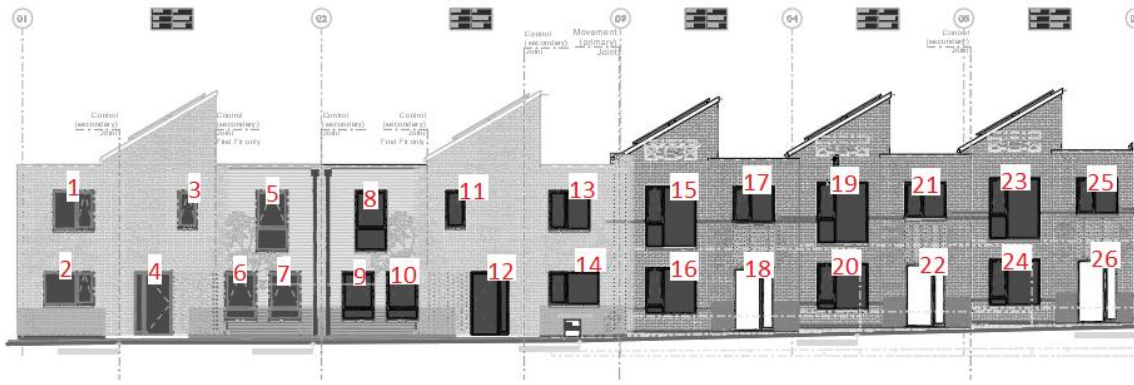 01 02 03 04 05
Control
(secondary)
Joint
Movement
(primary)
Joint
Control
(secondary)
Joint
Control
(secondary)
Joint
Control
(secondary)
Joint
Final Flr only
Control
(secondary)
Joint
Control
(secondary)
Joint
Final Flr only
1 3 5 8 11 13 15 17 19 21 23 25
2 4 6 7 9 10 12 14 16 18 20 22 24 26